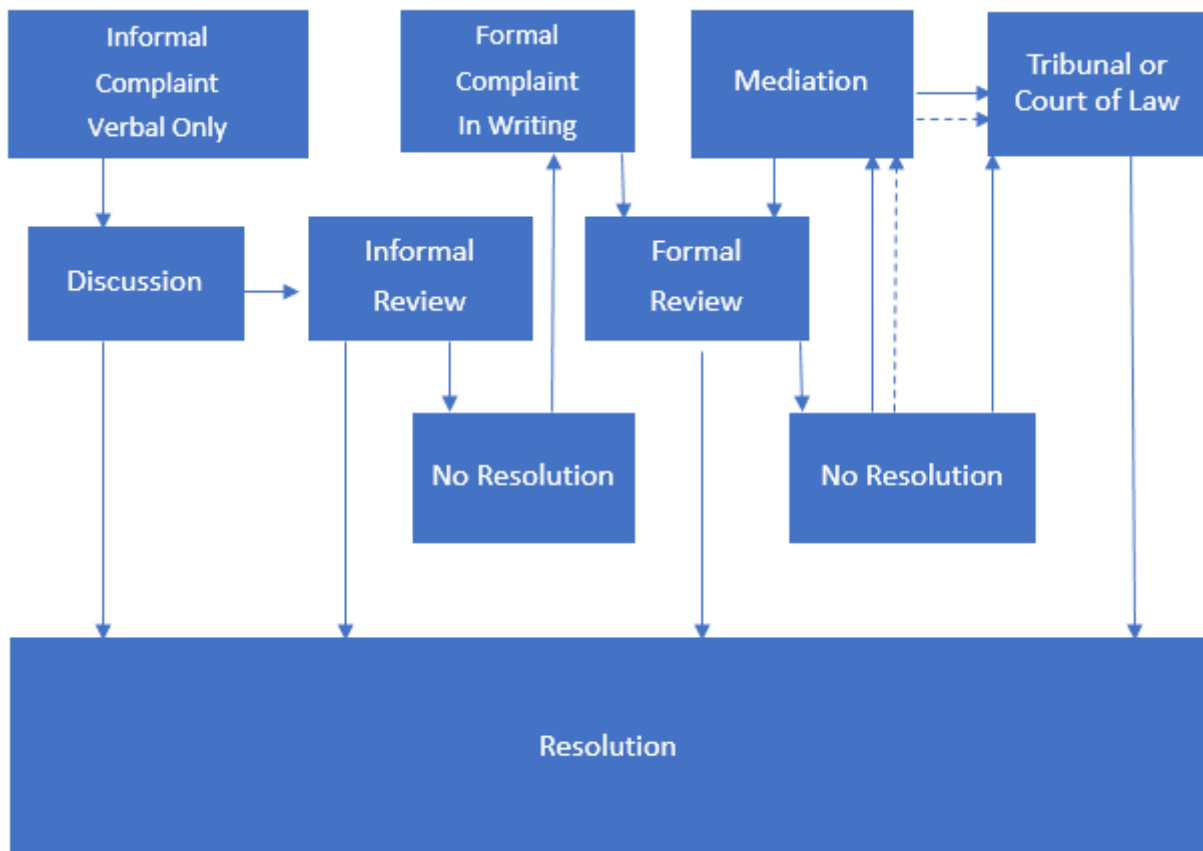 Informal
Complaint
Verbal Only
Formal
Complaint
In Writing
Mediation
Tribunal or
Court of Law
Discussion
Informal
Review
Formal
Review
No Resolution
No Resolution
Resolution